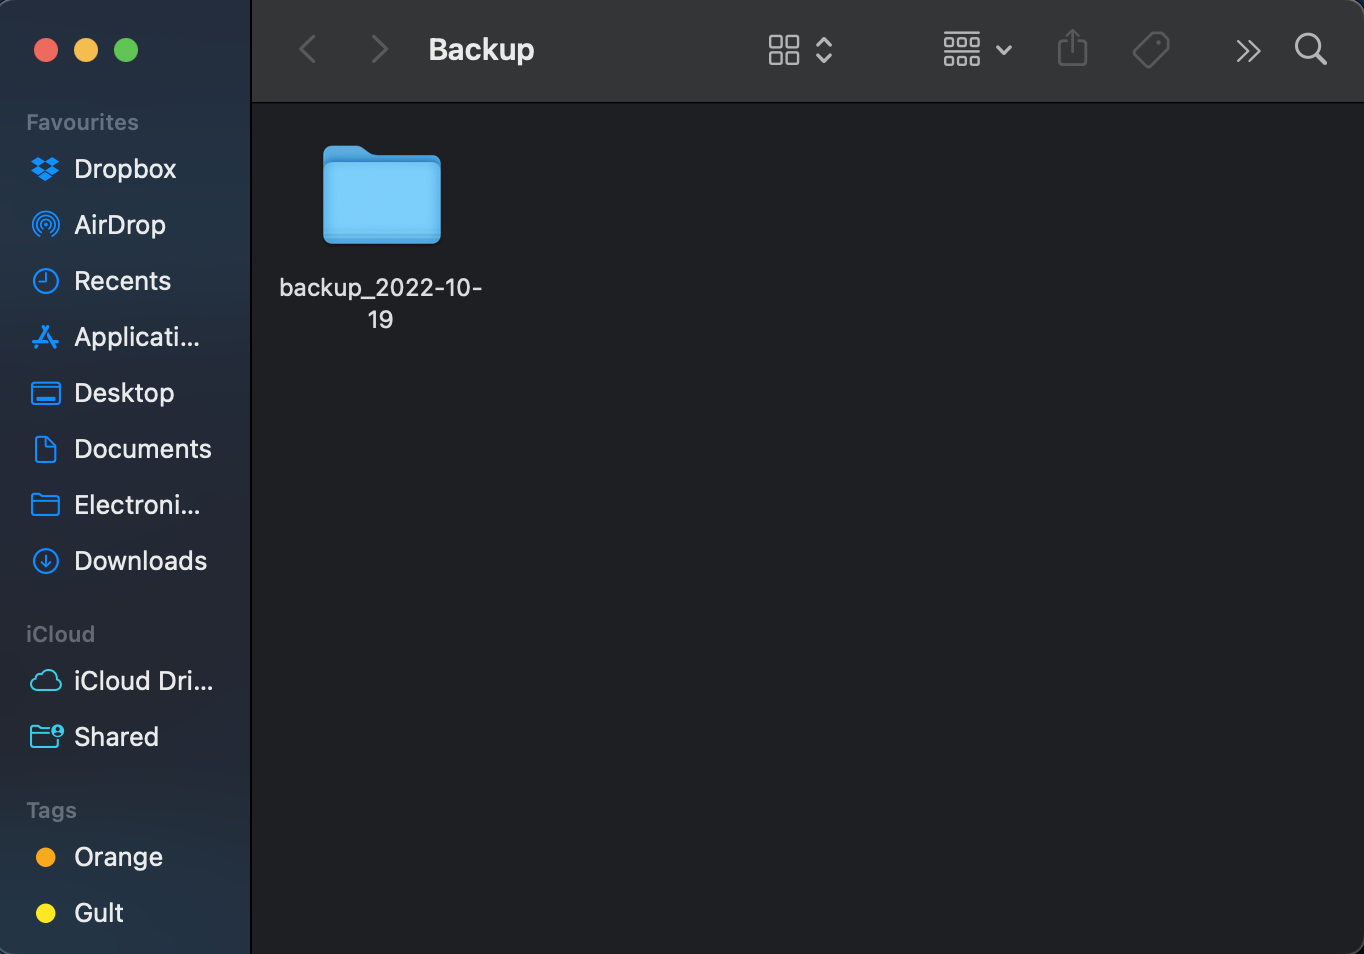 Backup
Favourites
Dropbox
AirDrop
Recents
Applicati...
Desktop
Documents
Electroni...
Downloads
iCloud
iCloud Dri...
Shared
Tags
Orange
Gult
backup_2022-10-
19